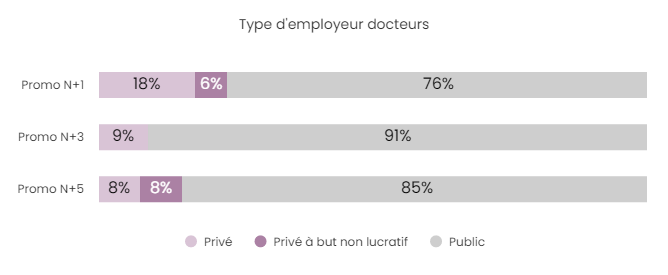 Type d'employeur docteurs
Promo N+1 18% 6% 76%
Promo N+3 9% 91%
Promo N+5 8% 8% 85%
Privé Privé à but non lucratif Public